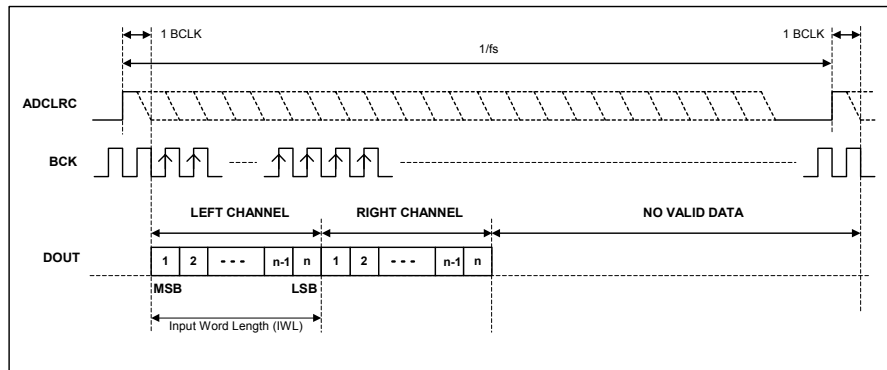 1 BCLK
1 BCLK
1/fs
ADCLRC
BCK
LEFT CHANNEL
RIGHT CHANNEL
NO VALID DATA
DOUT
1 2 - - - n-1 n 1 2 - - - n-1 n
MSB
LSB
Input Word Length (IWL)